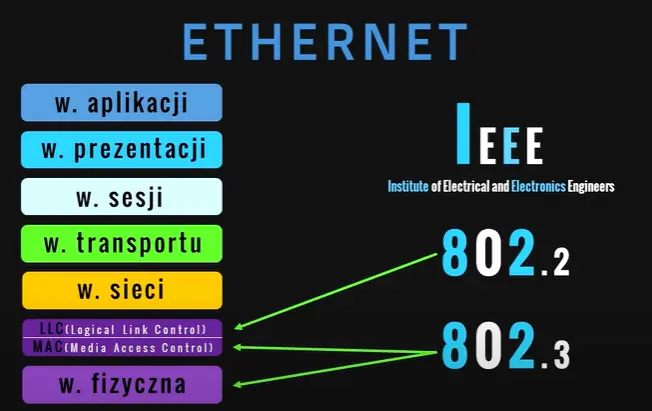 ETHERNET
w. aplikacji
w. prezentacji
w. sesji
w. transportu
w. sieci
LLC(Logical Link Control)
MAC(Media Access Control)
w. fizyczna
IEEE
Institute of Electrical and Electronics Engineers
802.2
802.3